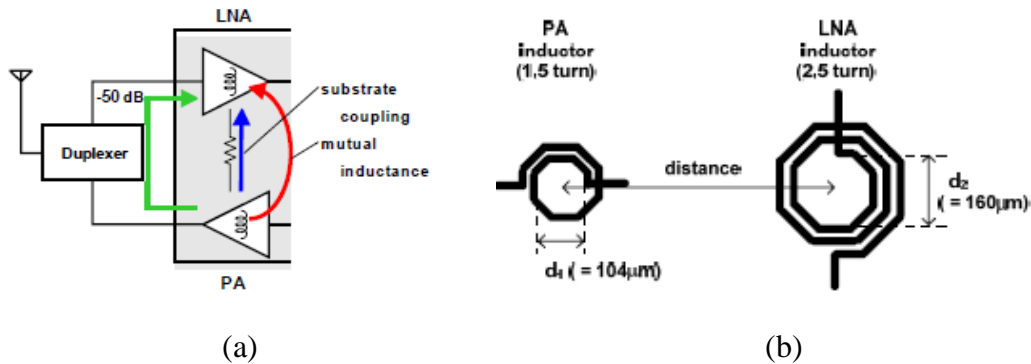 LNA
-50 dB
substrate
coupling
mutual
inductance
Duplexer
PA
(a)
PA
inductor
(1,5 turn)
LNA
inductor
(2,5 turn)
distance
d₂
( = 160μm)
d₁ ( = 104μm)
(b)